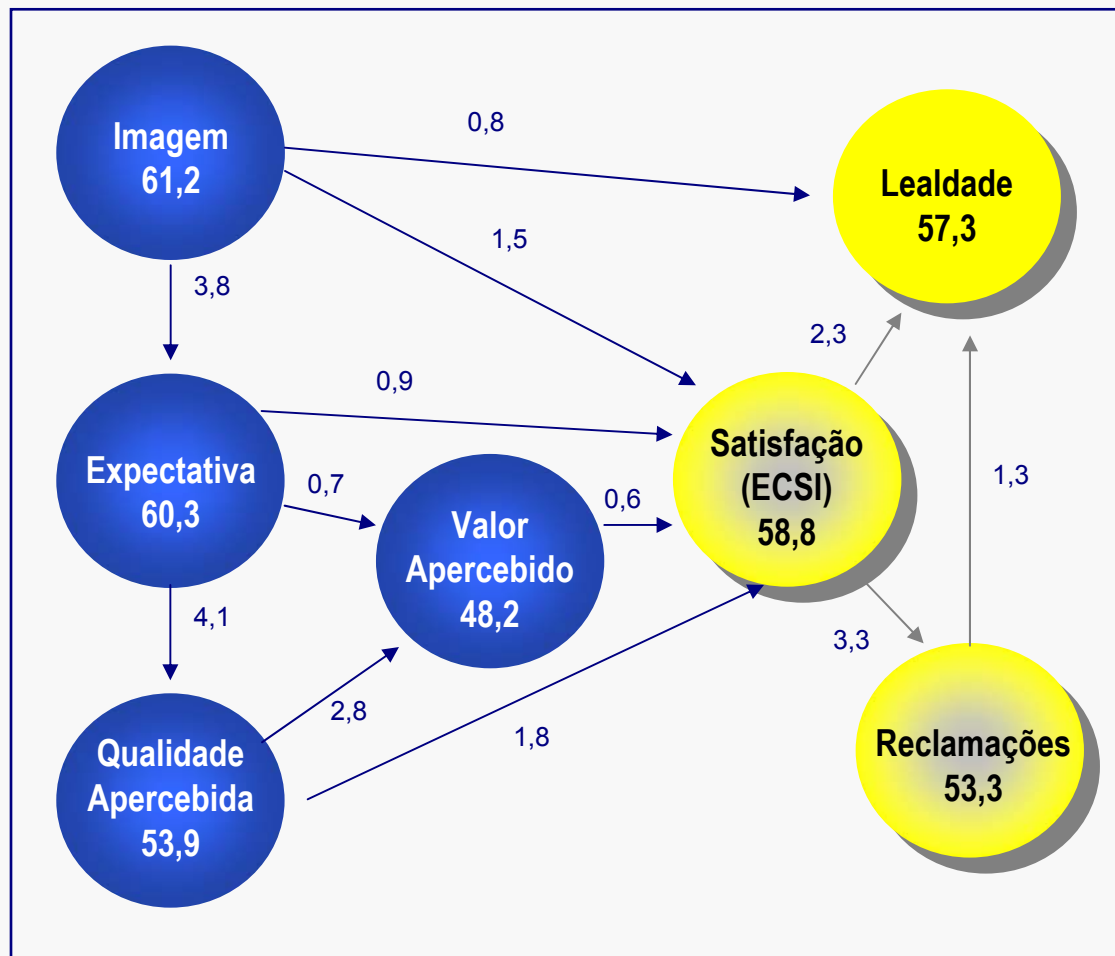 Imagem
61,2
0,8
Lealdade
57,3
1,5
3,8
2,3
0,9
Expectativa
60,3
Satisfação
(ECSI)
58,8
0,7
0,6
1,3
Valor
Apercebido
48,2
4,1
3,3
2,8
1,8
Qualidade
Apercebida
53,9
Reclamações
53,3